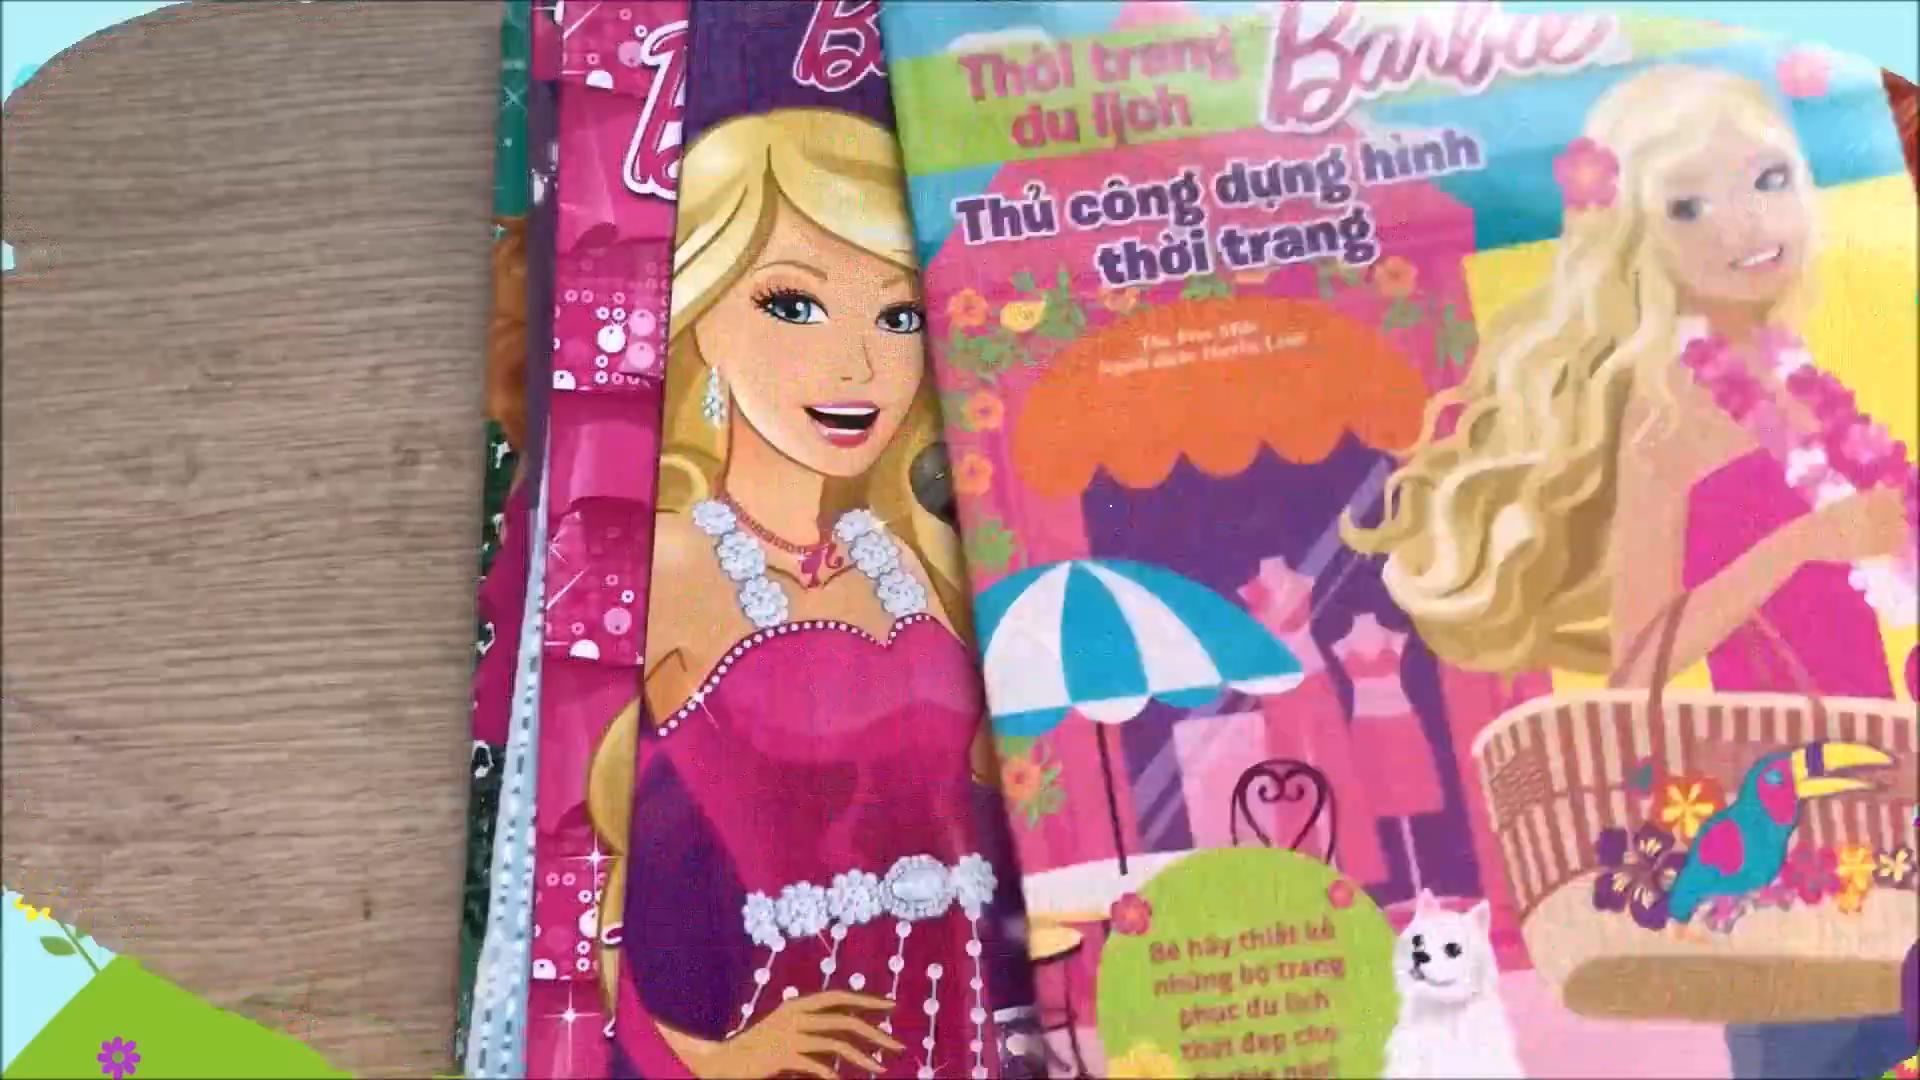 Thời trang
du lịch
Barbie
Thủ công dựng hình
thời trang
Bé hãy thiết kế
những bộ trang
phục du lịch
thật đẹp cho